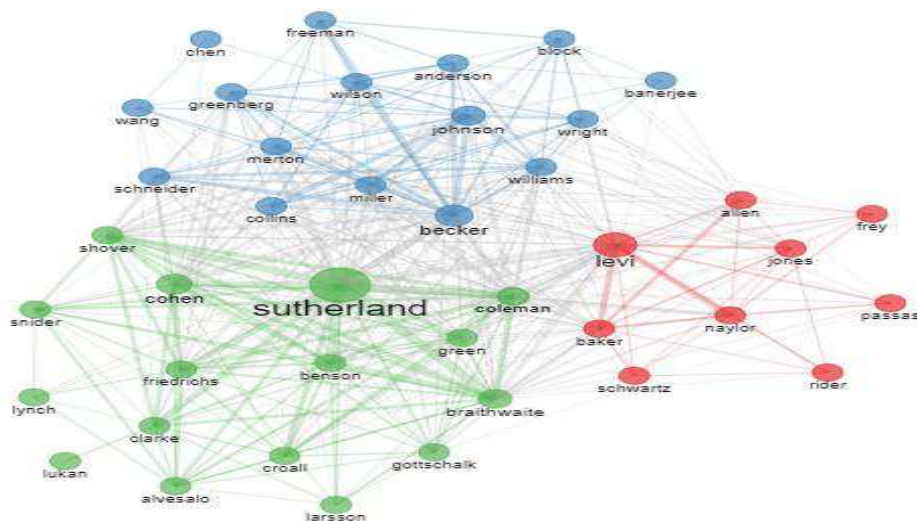 freeman
chen
block
anderson
wilson
banerjee
greenberg
wang
johnson
wright
merton
schneider
williams
miller
collins
allen
becker
frey
shover
levi
jones
cohen
sutherland
coleman
passas
snider
green
baker
naylor
friedrichs
benson
schwartz
rider
lynch
braithwaite
clarke
lukan
croall
gottschalk
alvesalo
larsson